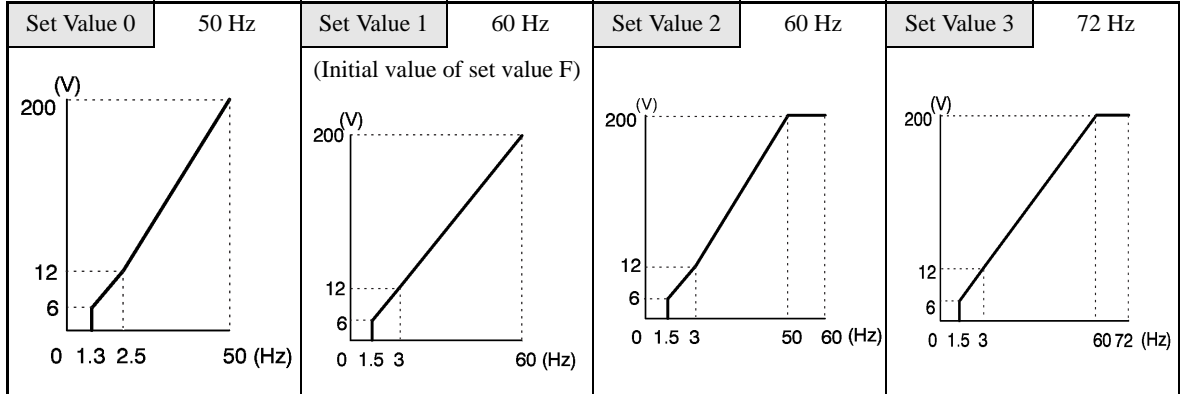 Set Value 0 50 Hz
(V)
200
12
6
0 1.3 2.5 50 (Hz)
Set Value 1 60 Hz
(Initial value of set value F)
(V)
200
12
6
0 1.5 3 60 (Hz)
Set Value 2 60 Hz
(V)
200
12
6
0 1.5 3 50 60 (Hz)
Set Value 3 72 Hz
(V)
200
12
6
0 1.5 3 60 72 (Hz)